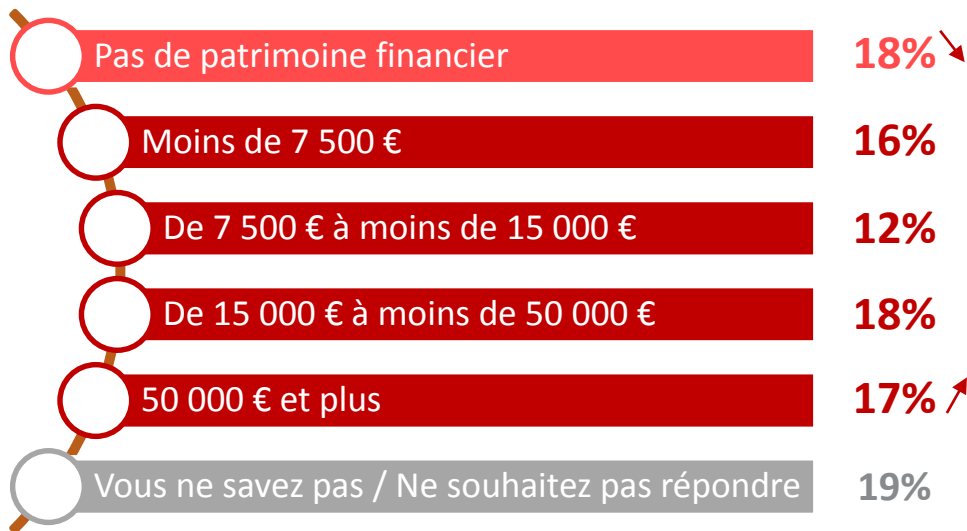 Pas de patrimoine financier 18%
Moins de 7 500 € 16%
De 7 500 € à moins de 15 000 € 12%
De 15 000 € à moins de 50 000 € 18%
50 000 € et plus 17%
Vous ne savez pas / Ne souhaitez pas répondre 19%